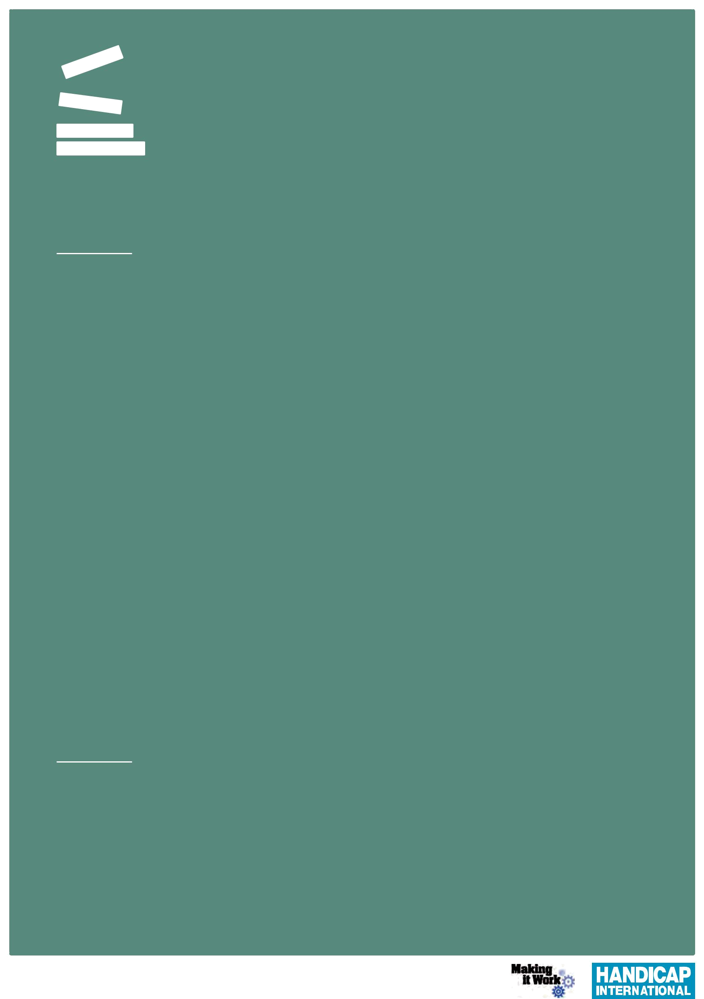 Making
it Work
HANDICAP
INTERNATIONAL